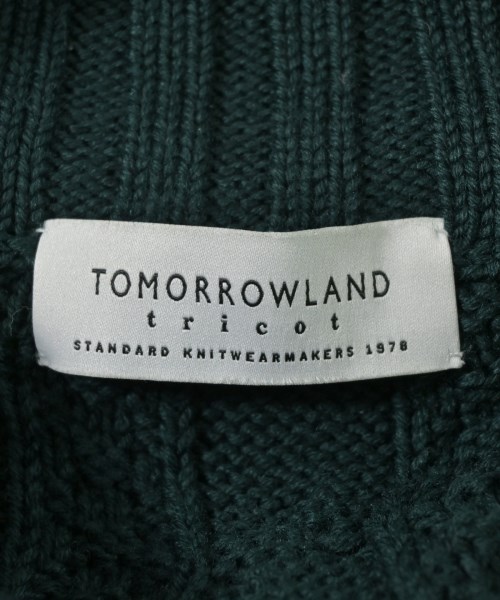 TOMORROWLAND
tricot
STANDARD KNITWEARMAKERS 1978